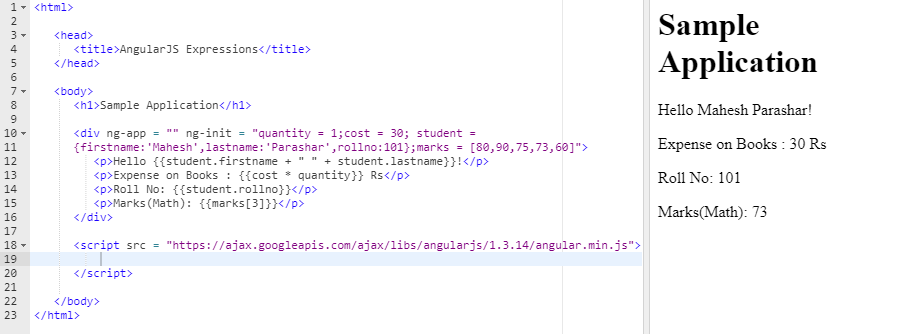 1 <html>
2
3 <head>
4 <title>AngularJS Expressions</title>
5 </head>
6
7 <body>
8 <h1>Sample Application</h1>
9
10 <div ng-app = "" ng-init = "quantity = 1;cost = 30; student =
11 {firstname:'Mahesh',lastname:'Parashar',rollno:101};marks = [80,90,75,73,60]">
12 <p>Hello {{student.firstname + " " + student.lastname}}!</p>
13 <p>Expense on Books : {{cost * quantity}} Rs</p>
14 <p>Roll No: {{student.rollno}}</p>
15 <p>Marks(Math): {{marks[3]}}</p>
16 </div>
17
18 <script src = "https://ajax.googleapis.com/ajax/libs/angularjs/1.3.14/angular.min.js">
19
20 </script>
21
22 </body>
23 </html>
Sample
Application
Hello Mahesh Parashar!
Expense on Books : 30 Rs
Roll No: 101
Marks(Math): 73